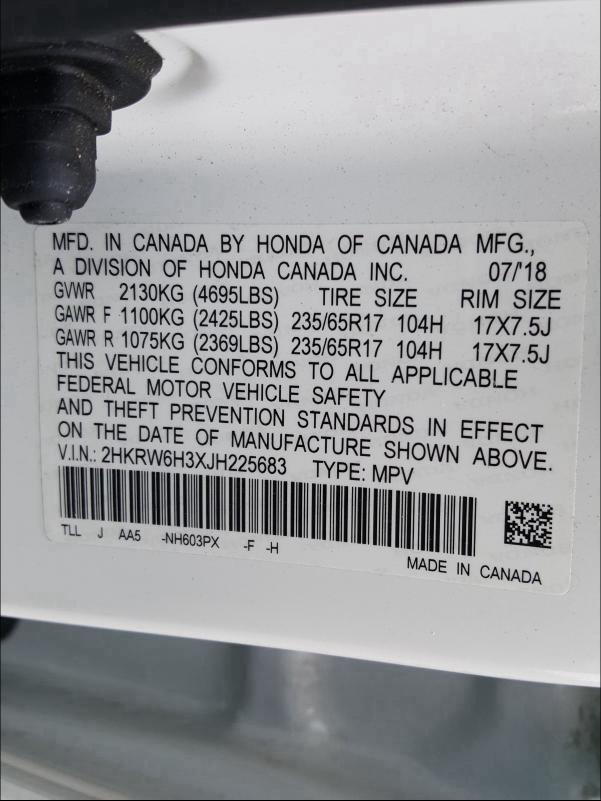 MFD. IN CANADA BY HONDA OF CANADA MFG.,
A DIVISION OF HONDA CANADA INC. 07/'18
GVWR 2130KG (4695LBS) TIRE SIZE RIM SIZE
GAWR F 1100KG (2425LBS) 235/65R17 104H 17X7.5J
GAWR R 1075KG (2369LBS) 235/65R17 104H 17X7.5J
THIS VEHICLE CONFORMS TO ALL APPLICABLE
FEDERAL MOTOR VEHICLE SAFETY
AND THEFT PREVENTION STANDARDS IN EFFECT
ON THE DATE OF MANUFACTURE SHOWN ABOVE.
V.I.N.: 2HKRW6H3XJH225683 TYPE: MPV
TLL J AA5 -NH603PX -F -H
MADE IN CANADA